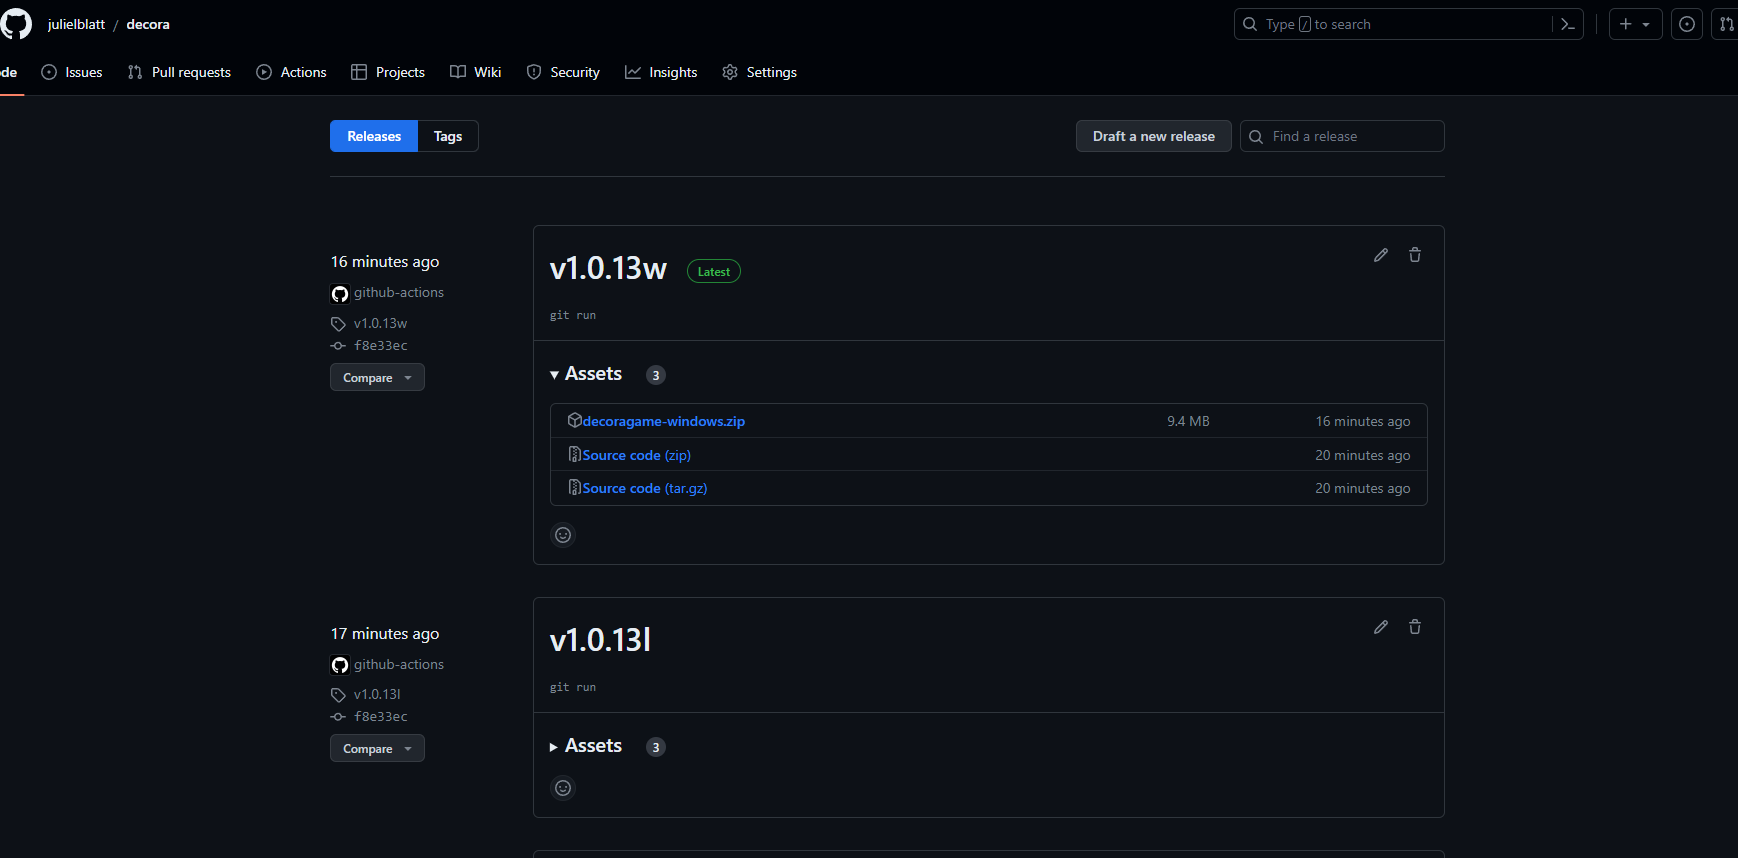 julielblatt / decora
Type / to search
de Issues Pull requests Actions Projects Wiki Security Insights Settings
Releases Tags
Draft a new release
Find a release
16 minutes ago
github-actions
v1.0.13w
f8e33ec
Compare
v1.0.13w Latest
git run
Assets 3
decoragame-windows.zip 9.4 MB 16 minutes ago
Source code (zip) 20 minutes ago
Source code (tar.gz) 20 minutes ago
17 minutes ago
github-actions
v1.0.13l
f8e33ec
Compare
v1.0.13l
git run
Assets 3